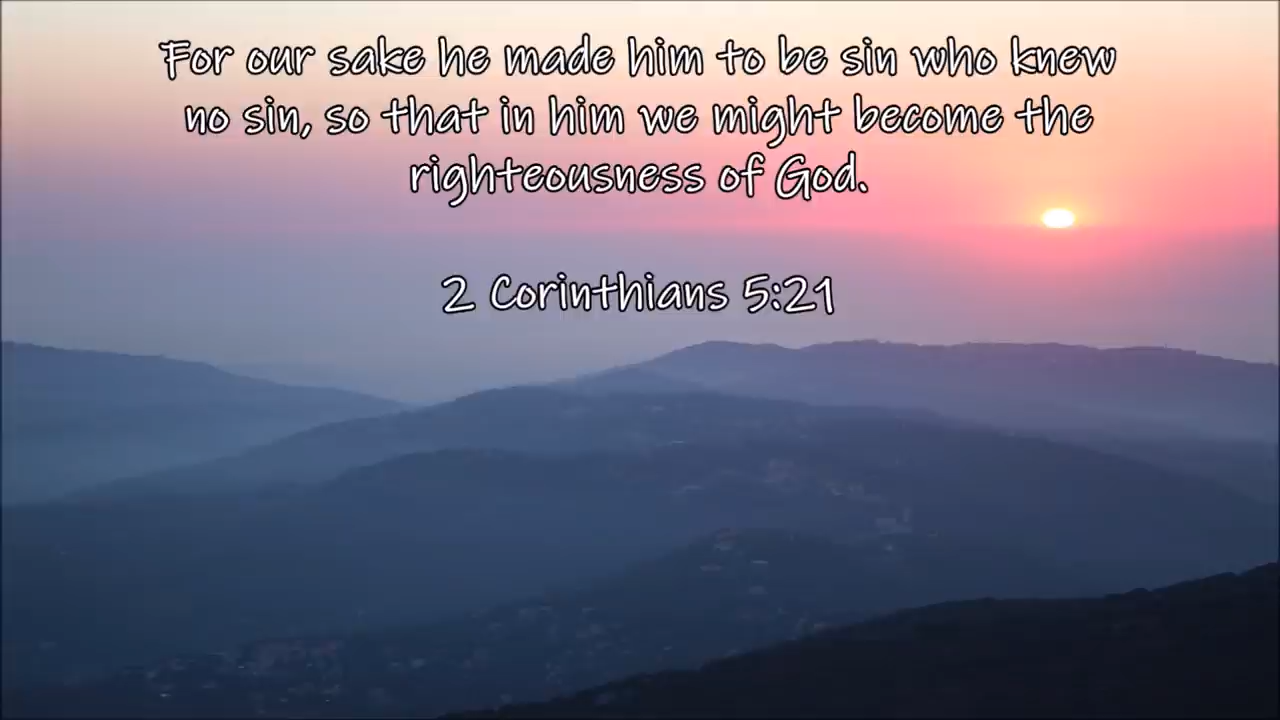 For our sake he made him to be sin who knew
no sin, so that in him we might become the
righteousness of God.
2 Corinthians 5:21